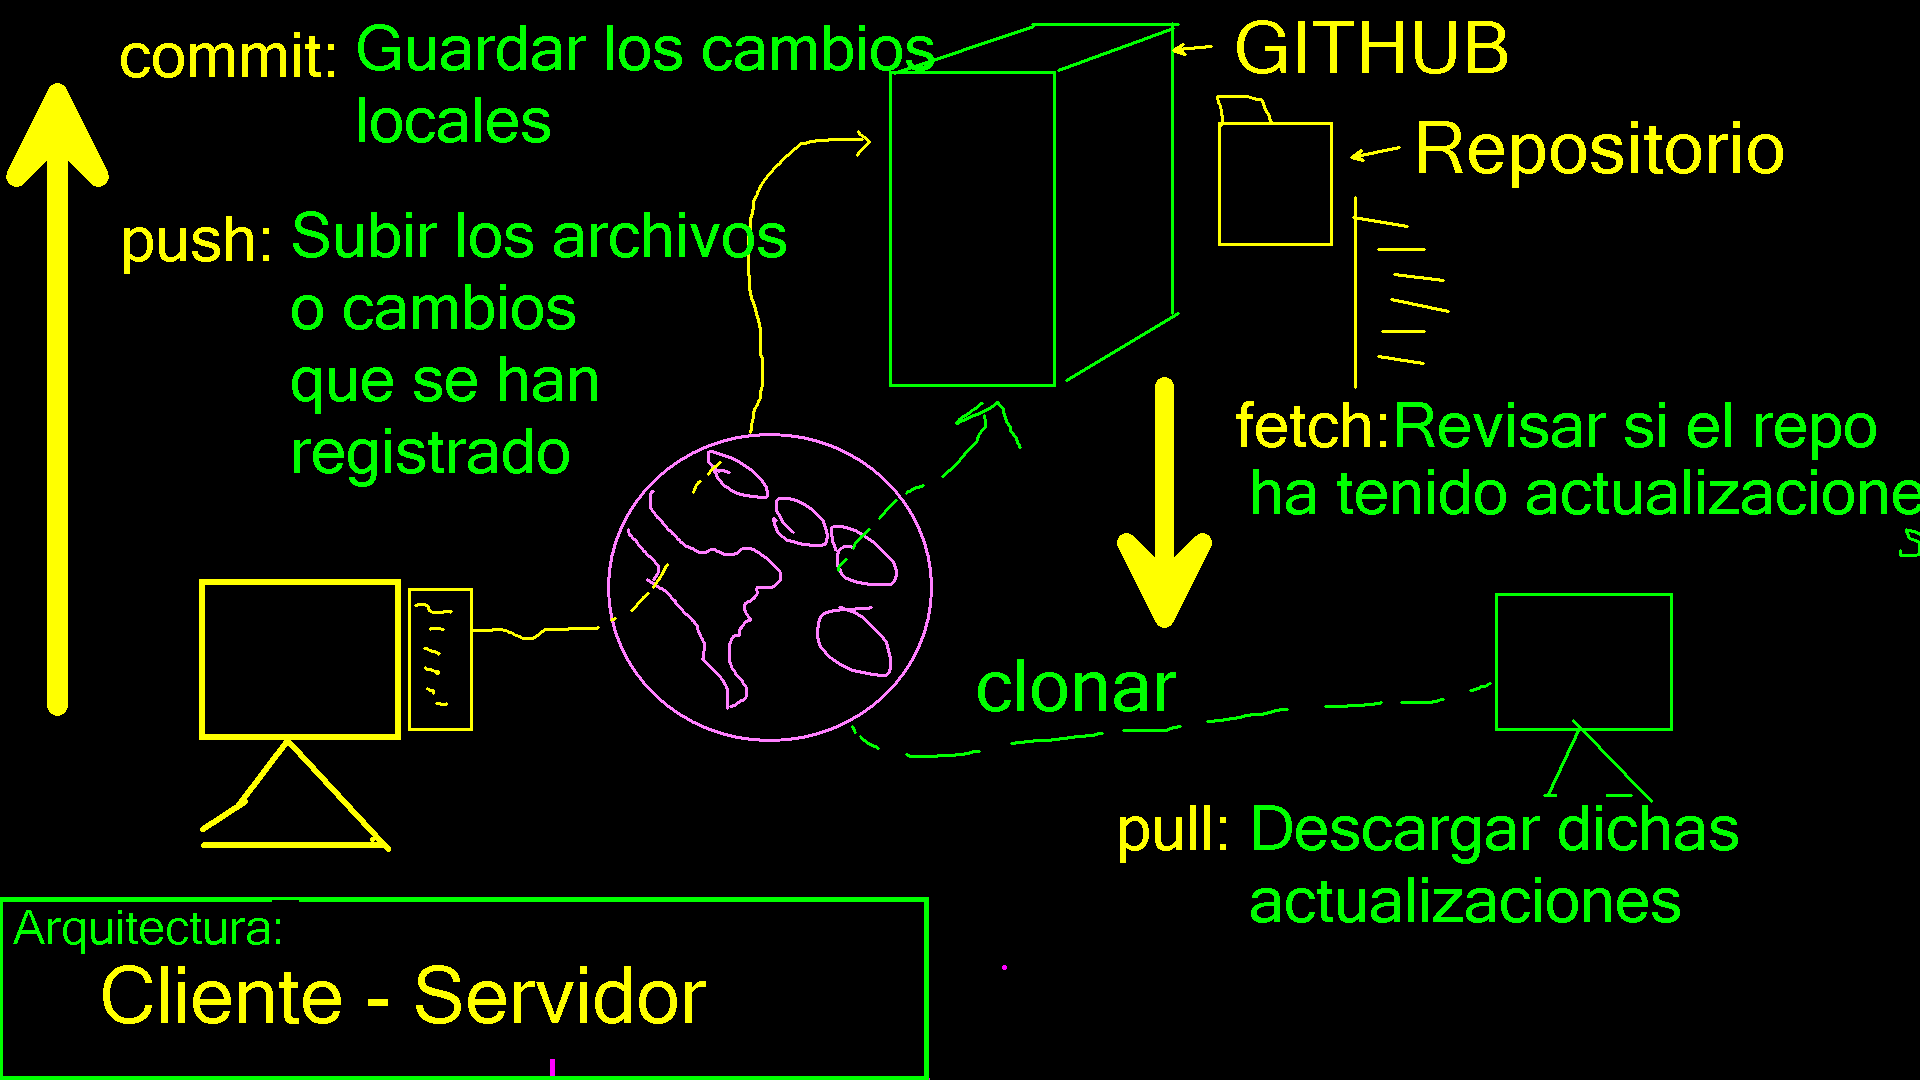 commit: Guardar los cambios
locales
push: Subir los archivos
o cambios
que se han
registrado
GITHUB
Repositorio
fetch:Revisar si el repo
ha tenido actualizacione
s
clonar
pull: Descargar dichas
actualizaciones
Arquitectura:
Cliente - Servidor